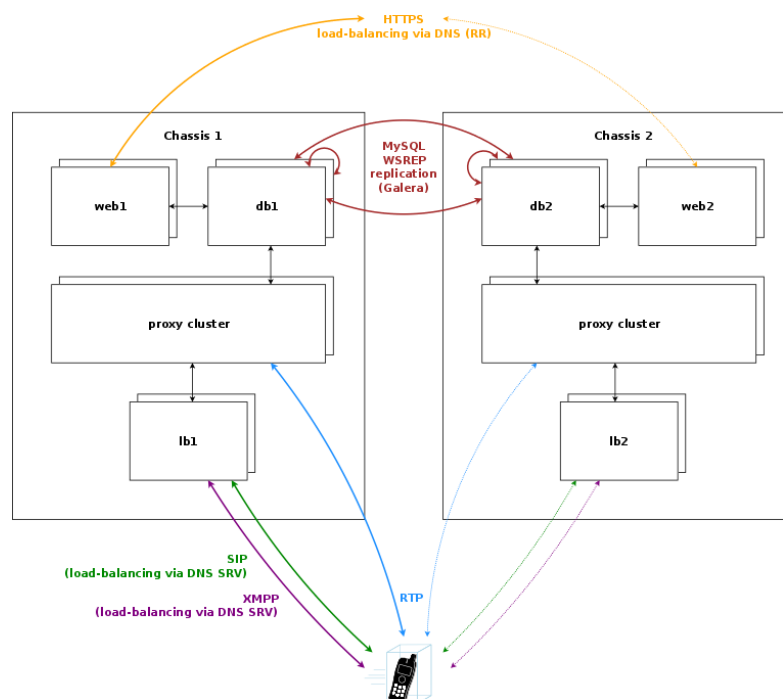 HTTPS
load-balancing via DNS (RR)
Chassis 1
Chassis 2
MySQL
WSREP
replication
(Galera)
web1
db1
db2
web2
proxy cluster
proxy cluster
lb1
lb2
SIP
(load-balancing via DNS SRV)
XMPP
(load-balancing via DNS SRV)
RTP